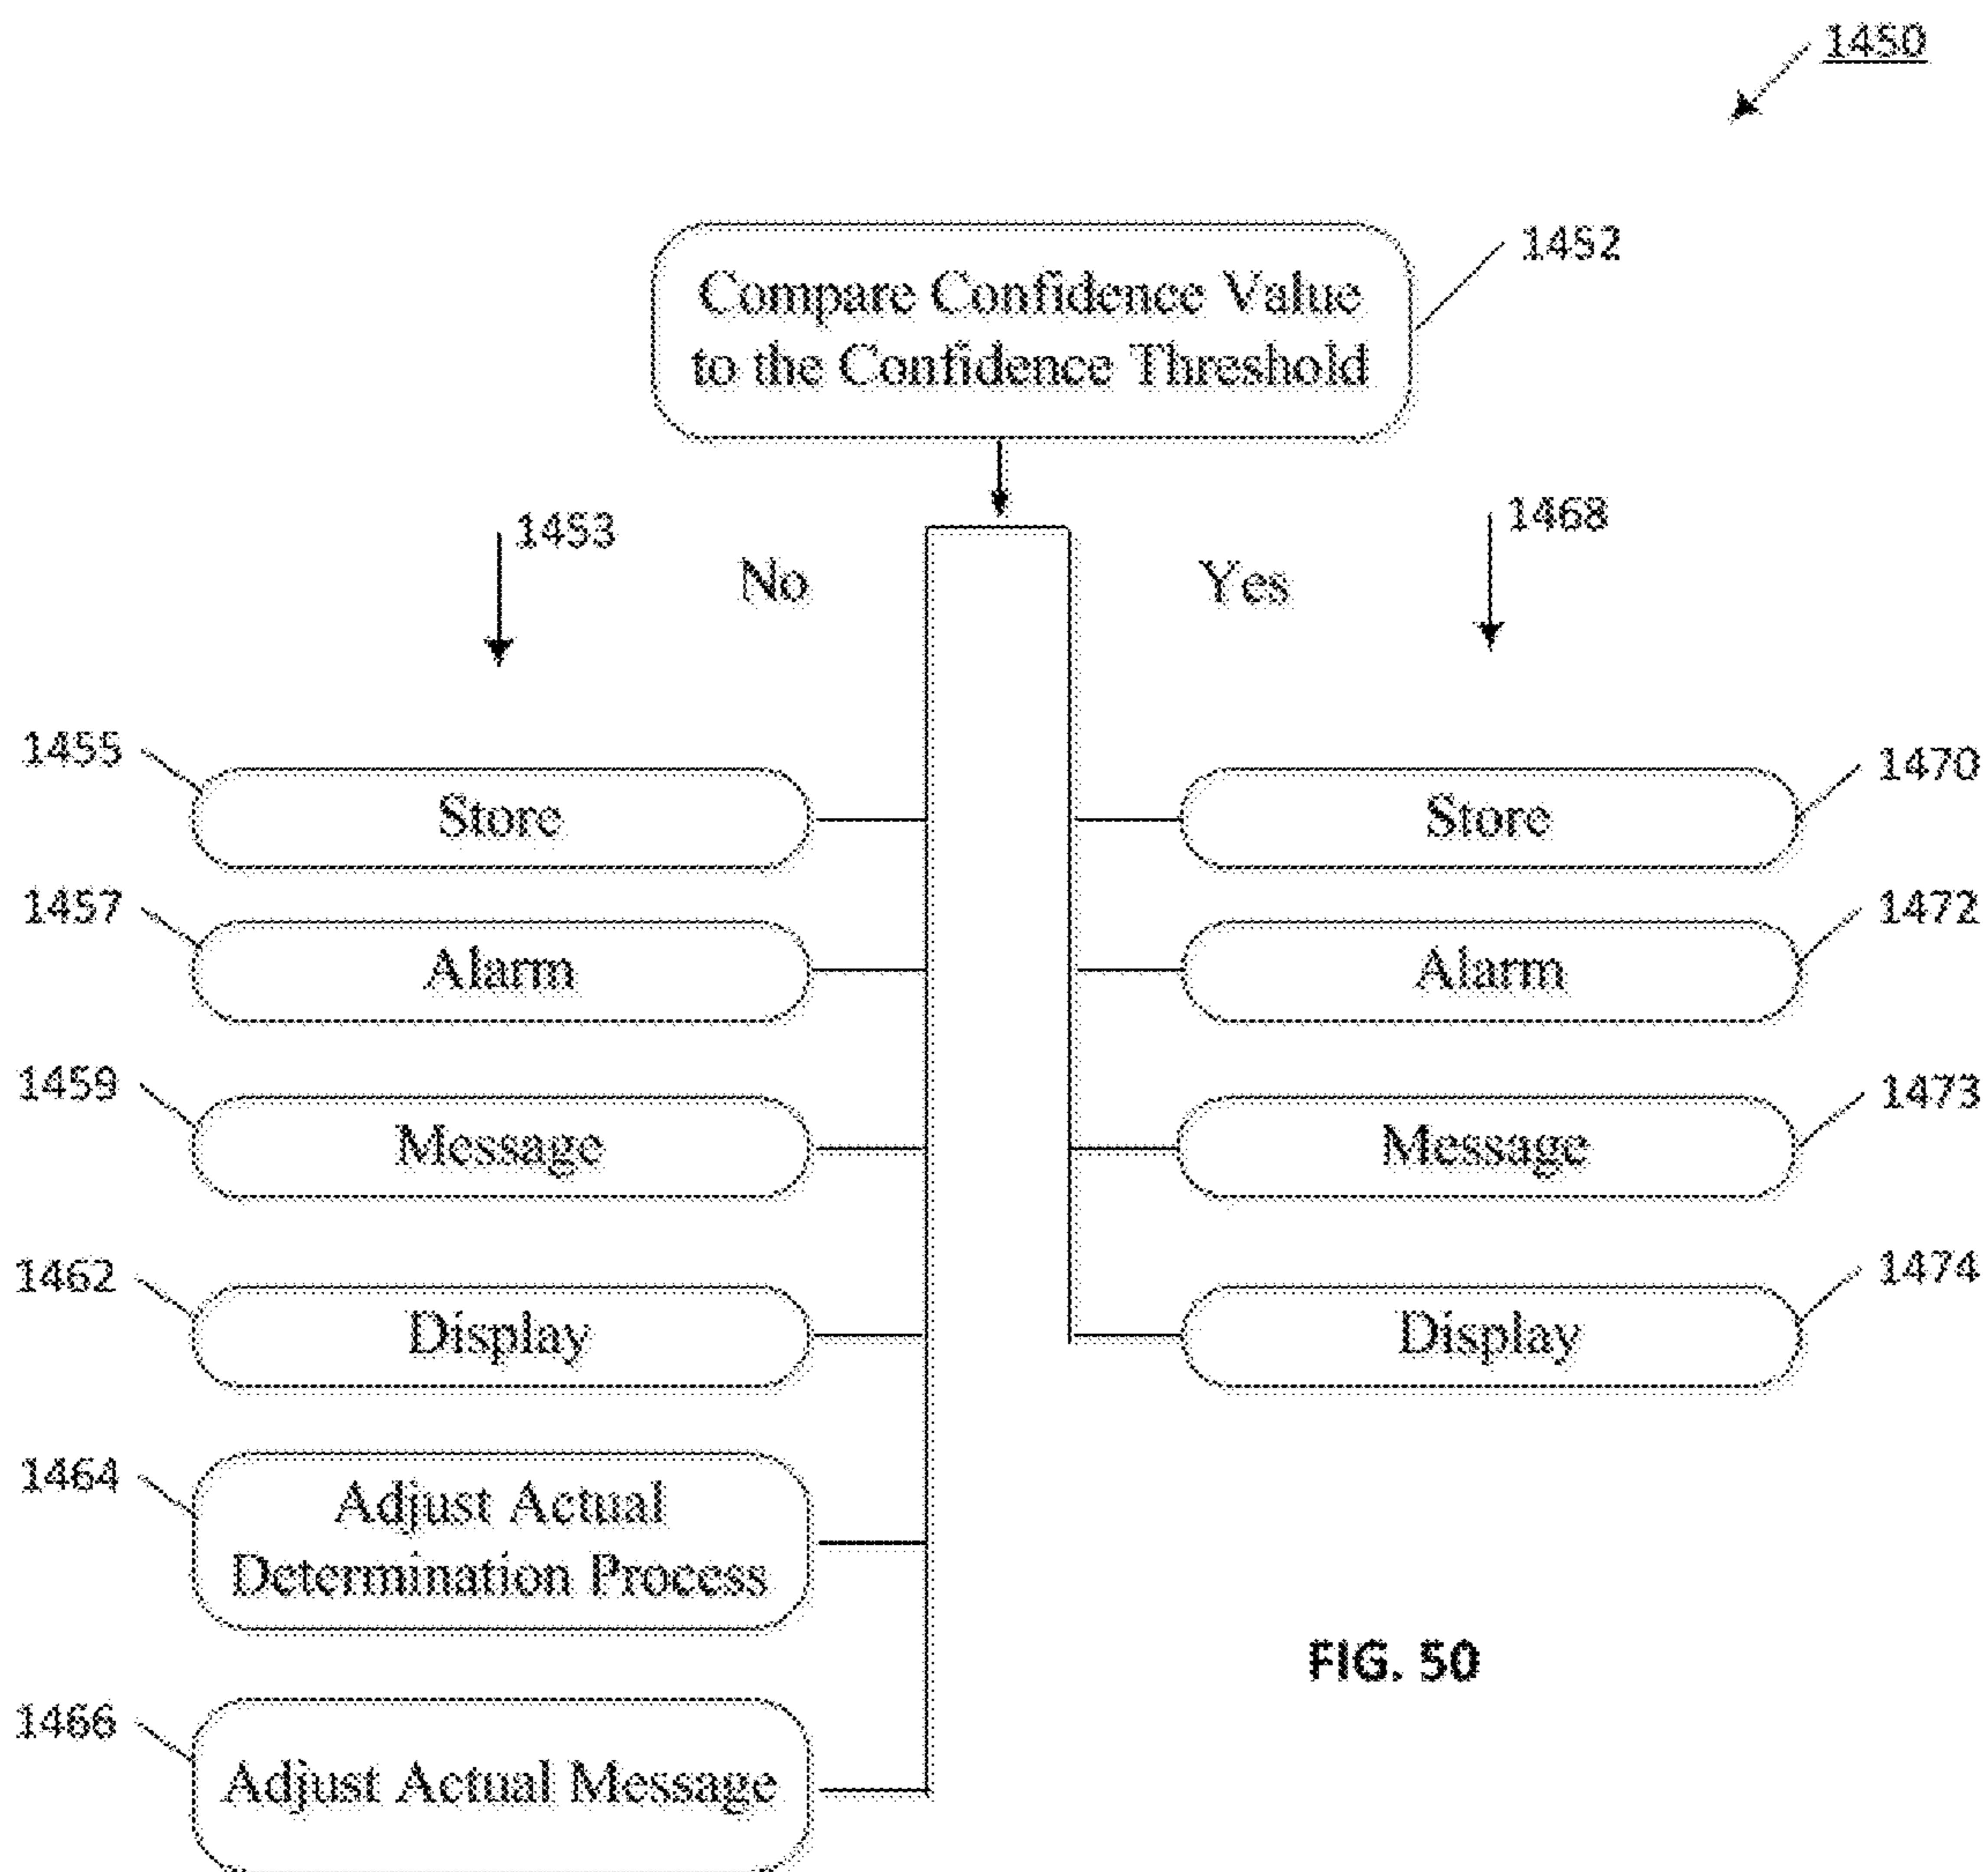 1450
Compare Confidence Value
to the Confidence Threshold
1452
1453
No
Yes
1468
1455
Store
Store
1470
1457
Alarm
Alarm
1472
1459
Message
Message
1473
1462
Display
Display
1474
1464
Adjust Actual
Determination Process
FIG. 50
1466
Adjust Actual Message